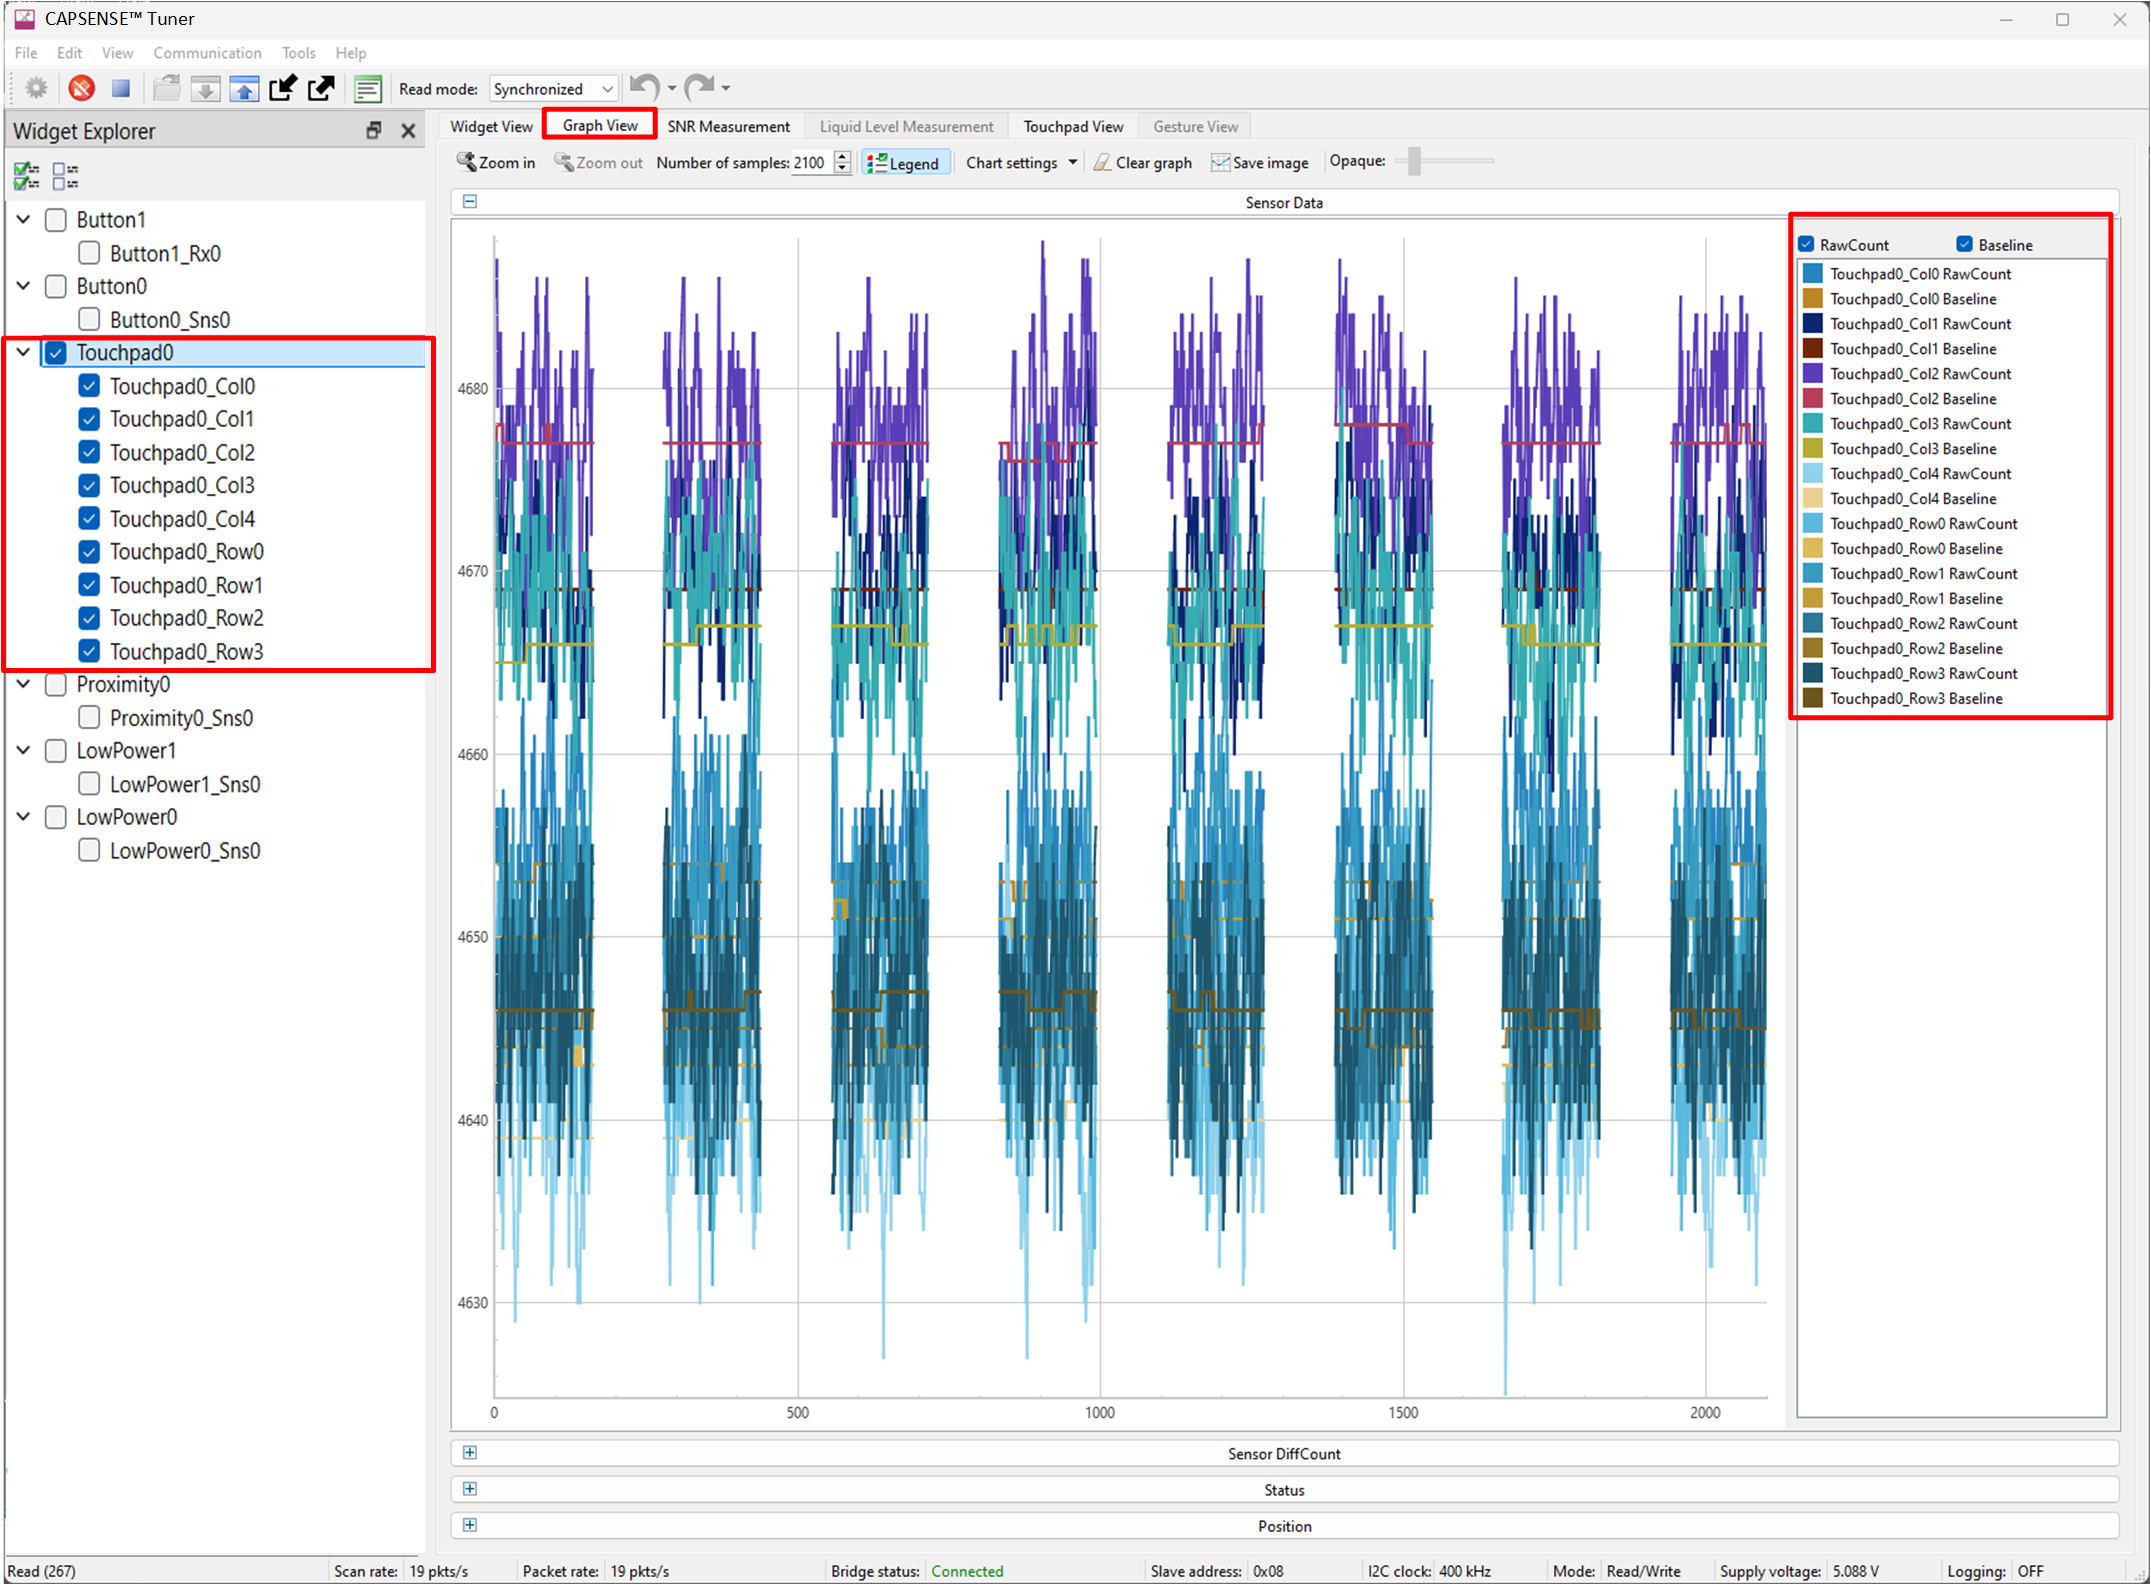 CAPSENSE™ Tuner
File Edit View Communication Tools Help
Read mode: Synchronized
Widget Explorer
Button1
Button1_Rx0
Button0
Button0_Sns0
Touchpad0
Touchpad0_Col0
Touchpad0_Col1
Touchpad0_Col2
Touchpad0_Col3
Touchpad0_Col4
Touchpad0_Row0
Touchpad0_Row1
Touchpad0_Row2
Touchpad0_Row3
Proximity0
Proximity0_Sns0
LowPower1
LowPower1_Sns0
LowPower0
LowPower0_Sns0
Widget View Graph View SNR Measurement Liquid Level Measurement Touchpad View Gesture View
Zoom in Zoom out Number of samples: 2100 Legend Chart settings Clear graph Save image Opaque:
Sensor Data
4680
4670
4660
4650
4640
4630
0 500 1000 1500 2000
RawCount Baseline
Touchpad0_Col0 RawCount
Touchpad0_Col0 Baseline
Touchpad0_Col1 RawCount
Touchpad0_Col1 Baseline
Touchpad0_Col2 RawCount
Touchpad0_Col2 Baseline
Touchpad0_Col3 RawCount
Touchpad0_Col3 Baseline
Touchpad0_Col4 RawCount
Touchpad0_Col4 Baseline
Touchpad0_Row0 RawCount
Touchpad0_Row0 Baseline
Touchpad0_Row1 RawCount
Touchpad0_Row1 Baseline
Touchpad0_Row2 RawCount
Touchpad0_Row2 Baseline
Touchpad0_Row3 RawCount
Touchpad0_Row3 Baseline
Sensor DiffCount
Status
Position
Read (267) Scan rate: 19 pkts/s Packet rate: 19 pkts/s Bridge status: Connected Slave address: 0x08 I2C clock: 400 kHz Mode: Read/Write Supply voltage: 5.088 V Logging: OFF